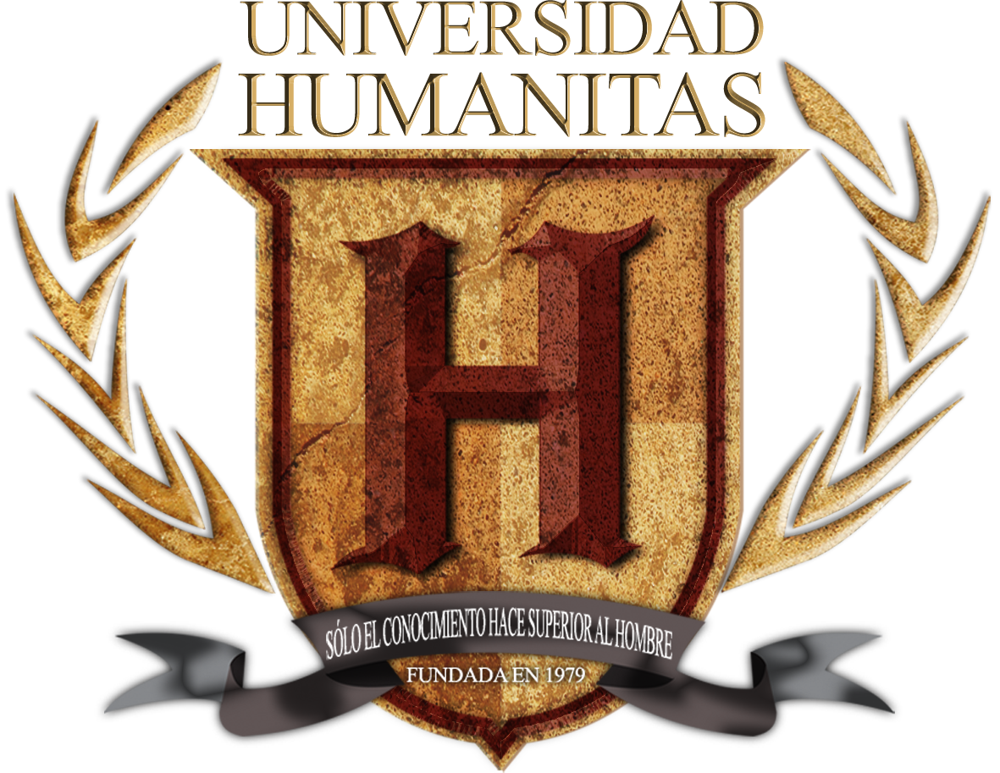 UNIVERSIDAD
HUMANITAS
H
SÓLO EL CONOCIMIENTO HACE SUPERIOR AL HOMBRE
FUNDADA EN 1979